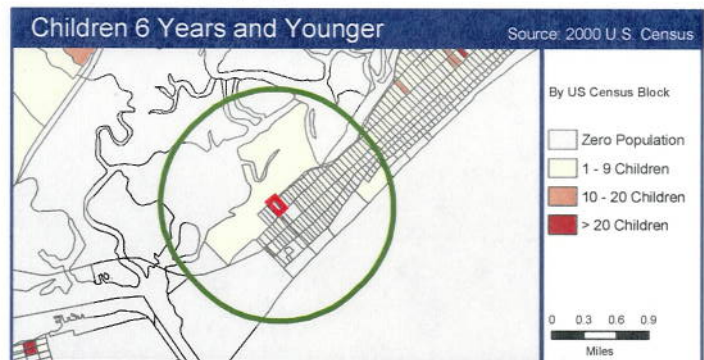 Children 6 Years and Younger
Source: 2000 U.S. Census
By US Census Block
Zero Population
1 - 9 Children
10 - 20 Children
> 20 Children
0 0.3 0.6 0.9
Miles